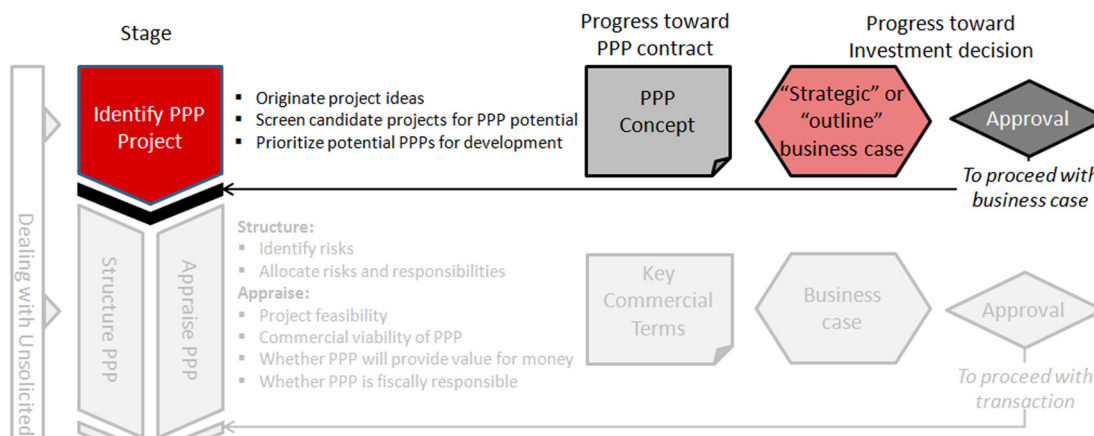 Stage
Progress toward
PPP contract
Progress toward
Investment decision
Identify PPP
Project
▪ Originate project ideas
▪ Screen candidate projects for PPP potential
▪ Prioritize potential PPPs for development
PPP
Concept
“Strategic” or
“outline”
business case
Approval
To proceed with
business case
Dealing with Unsolicited
Structure PPP
Appraise PPP
Structure:
▪ Identify risks
▪ Allocate risks and responsibilities
Appraise:
▪ Project feasibility
▪ Commercial viability of PPP
▪ Whether PPP will provide value for money
▪ Whether PPP is fiscally responsible
Key
Commercial
Terms
Business
case
Approval
To proceed with
transaction